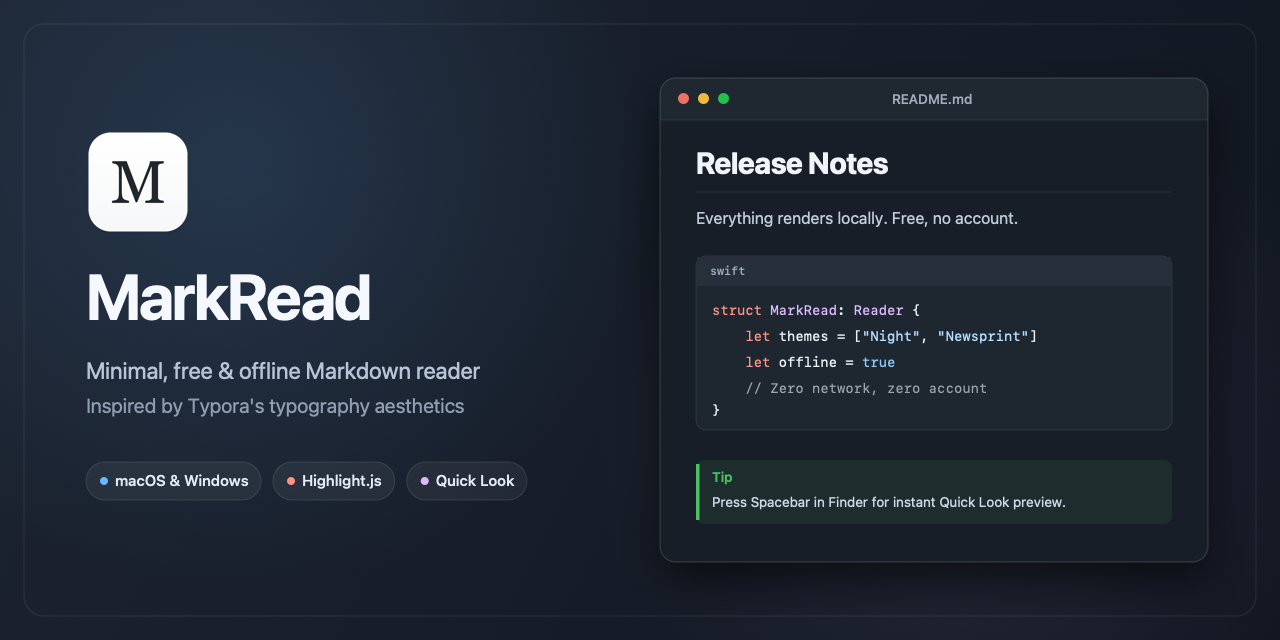 M
MarkRead
Minimal, free & offline Markdown reader
Inspired by Typora's typography aesthetics
macOS & Windows
Highlight.js
Quick Look
README.md
Release Notes
Everything renders locally. Free, no account.
swift
struct MarkRead: Reader {
    let themes = ["Night", "Newsprint"]
    let offline = true
    // Zero network, zero account
}
Tip
Press Spacebar in Finder for instant Quick Look preview.